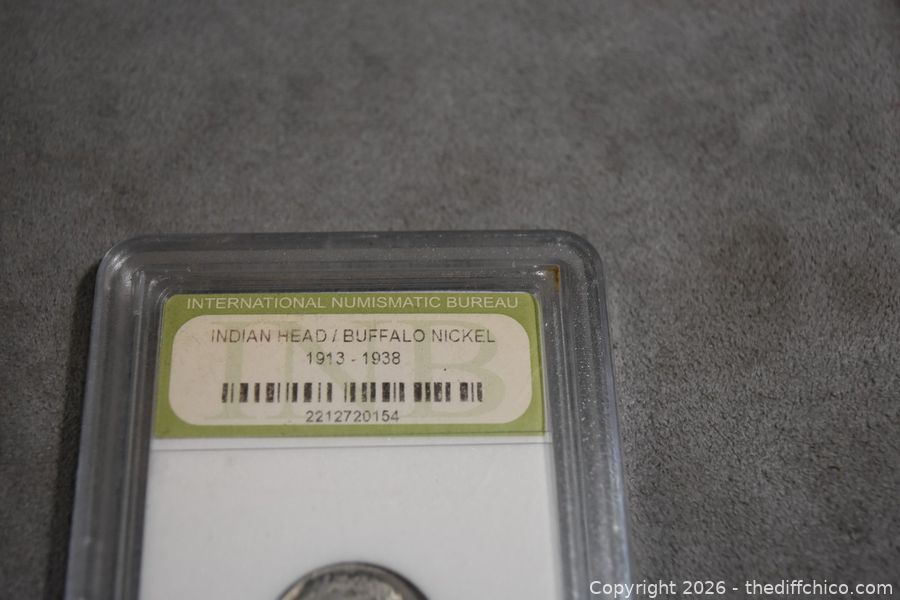 INTERNATIONAL NUMISMATIC BUREAU
INDIAN HEAD / BUFFALO NICKEL
1913 - 1938
INB
2212720154
Copyright 2026 - thediffchico.com